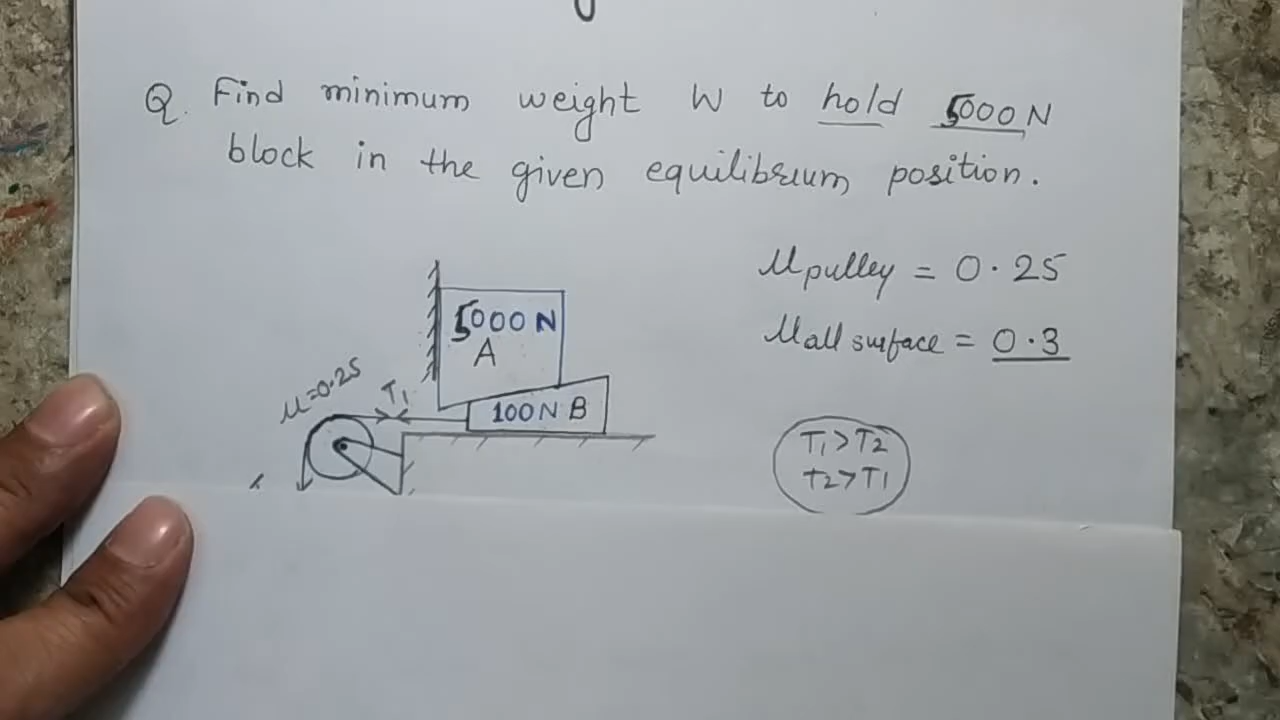 Q. Find minimum weight W to hold 5000 N
block in the given equilibrium position.
μpulley = 0.25
μall surface = 0.3
5000 N
A
μ=0.25
T1
100N B
T1>T2
T2>T1